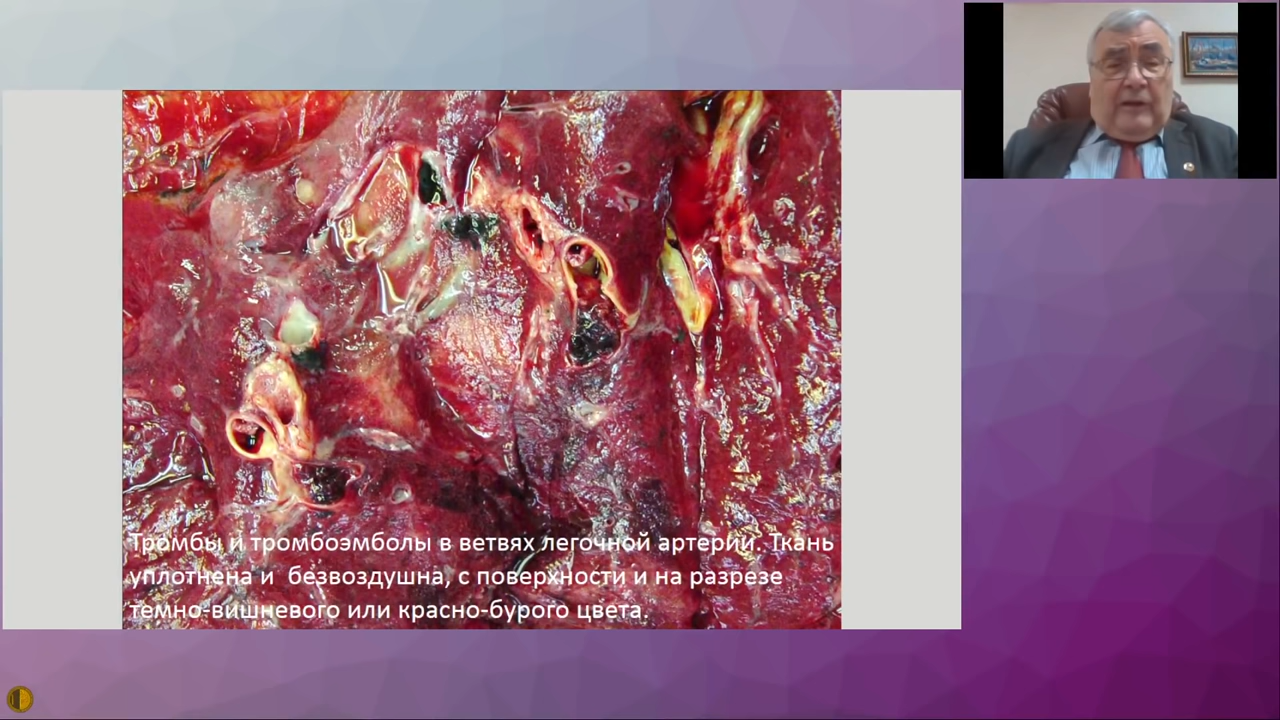 Тромбы и тромбоэмболы в ветвях легочной артерии. Ткань
уплотнена и безвоздушна, с поверхности и на разрезе
темно-вишневого или красно-бурого цвета.